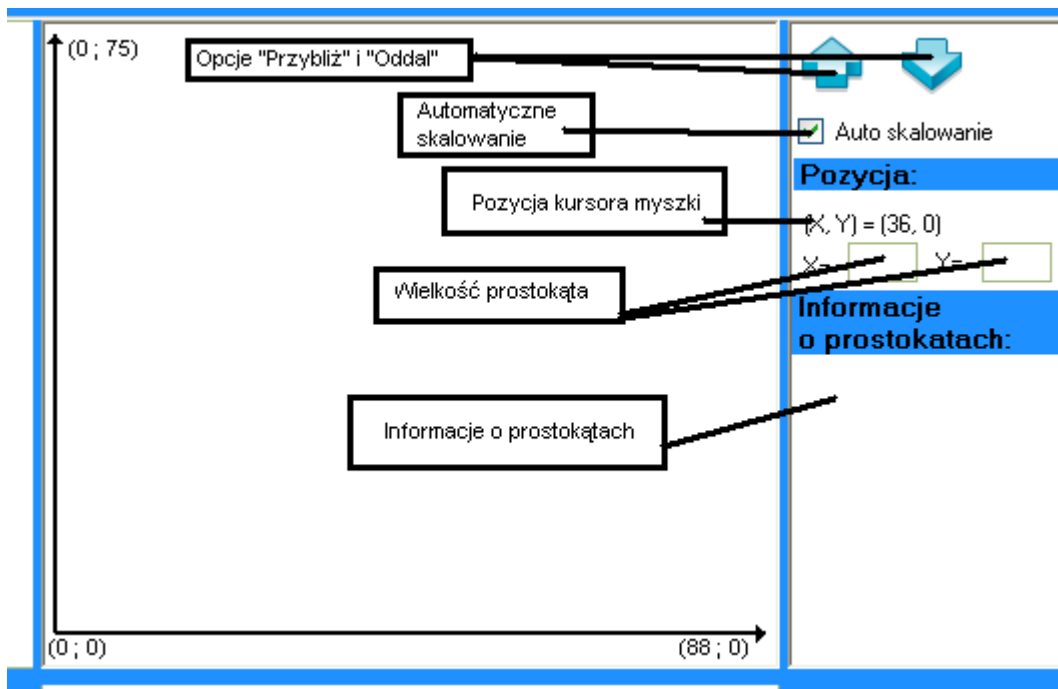 (0 ; 75)
Opcje "Przybliż" i "Oddal"
Automatyczne
skalowanie
Auto skalowanie
Pozycja:
Pozycja kursora myszki
(X, Y) = (36, 0)
X=
Y=
Wielkość prostokąta
Informacje
o prostokatach:
Informacje o prostokątach
(0 ; 0)
(88 ; 0)